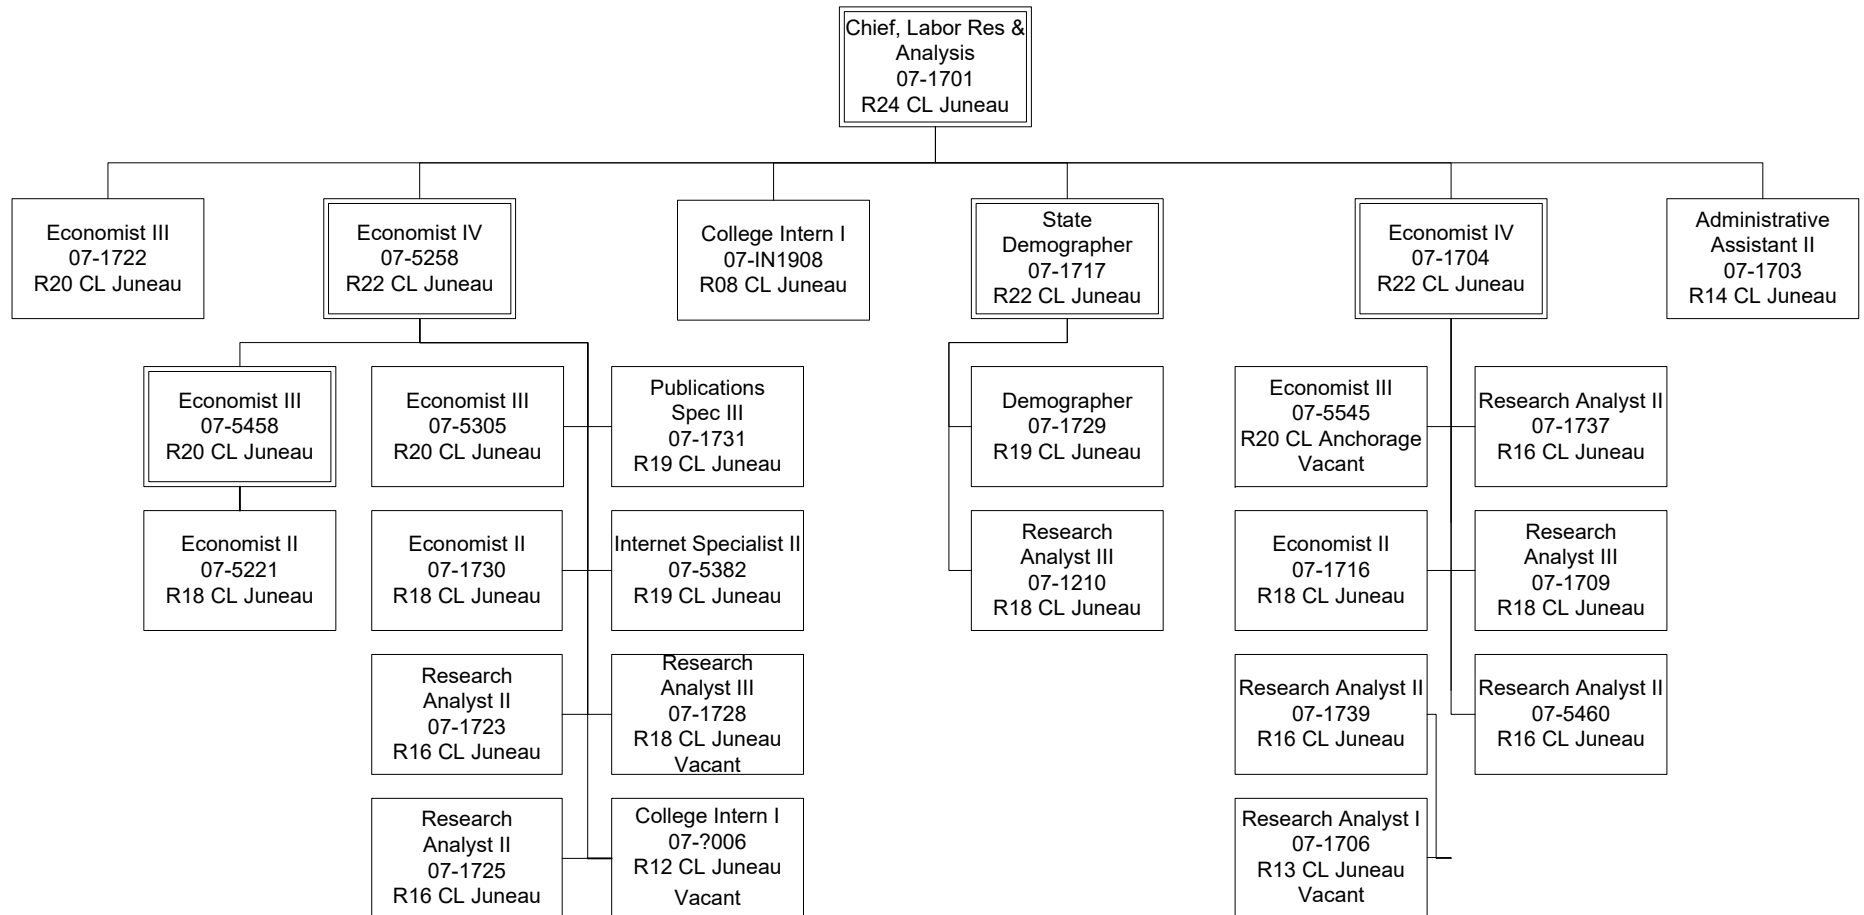 Chief, Labor Res &
Analysis
07-1701
R24 CL Juneau
Economist III
07-1722
R20 CL Juneau
Economist IV
07-5258
R22 CL Juneau
College Intern I
07-IN1908
R08 CL Juneau
State
Demographer
07-1717
R22 CL Juneau
Economist IV
07-1704
R22 CL Juneau
Administrative
Assistant II
07-1703
R14 CL Juneau
Economist III
07-5458
R20 CL Juneau
Economist III
07-5305
R20 CL Juneau
Publications
Spec III
07-1731
R19 CL Juneau
Demographer
07-1729
R19 CL Juneau
Economist III
07-5545
R20 CL Anchorage
Vacant
Research Analyst II
07-1737
R16 CL Juneau
Economist II
07-5221
R18 CL Juneau
Economist II
07-1730
R18 CL Juneau
Internet Specialist II
07-5382
R19 CL Juneau
Research
Analyst III
07-1210
R18 CL Juneau
Economist II
07-1716
R18 CL Juneau
Research
Analyst III
07-1709
R18 CL Juneau
Research
Analyst II
07-1723
R16 CL Juneau
Research
Analyst III
07-1728
R18 CL Juneau
Vacant
Research Analyst II
07-1739
R16 CL Juneau
Research Analyst II
07-5460
R16 CL Juneau
Research
Analyst II
07-1725
R16 CL Juneau
College Intern I
07-?006
R12 CL Juneau
Vacant
Research Analyst I
07-1706
R13 CL Juneau
Vacant